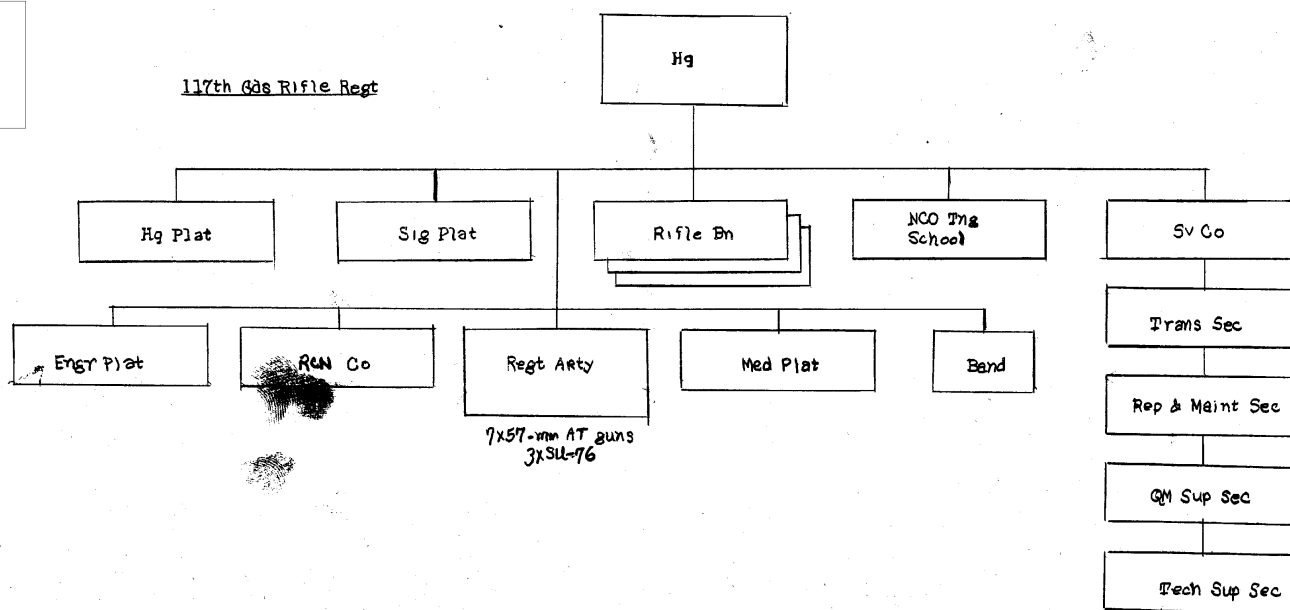 Hq
117th Gds Rifle Regt
Hq Plat
Sig Plat
Rifle Bn
NCO Tng
School
Sv Co
Trans Sec
Engr Plat
RCN Co
Regt Arty
Med Plat
Band
Rep & Maint Sec
7x57-mm AT guns
3xSU-76
QM Sup Sec
Tech Sup Sec